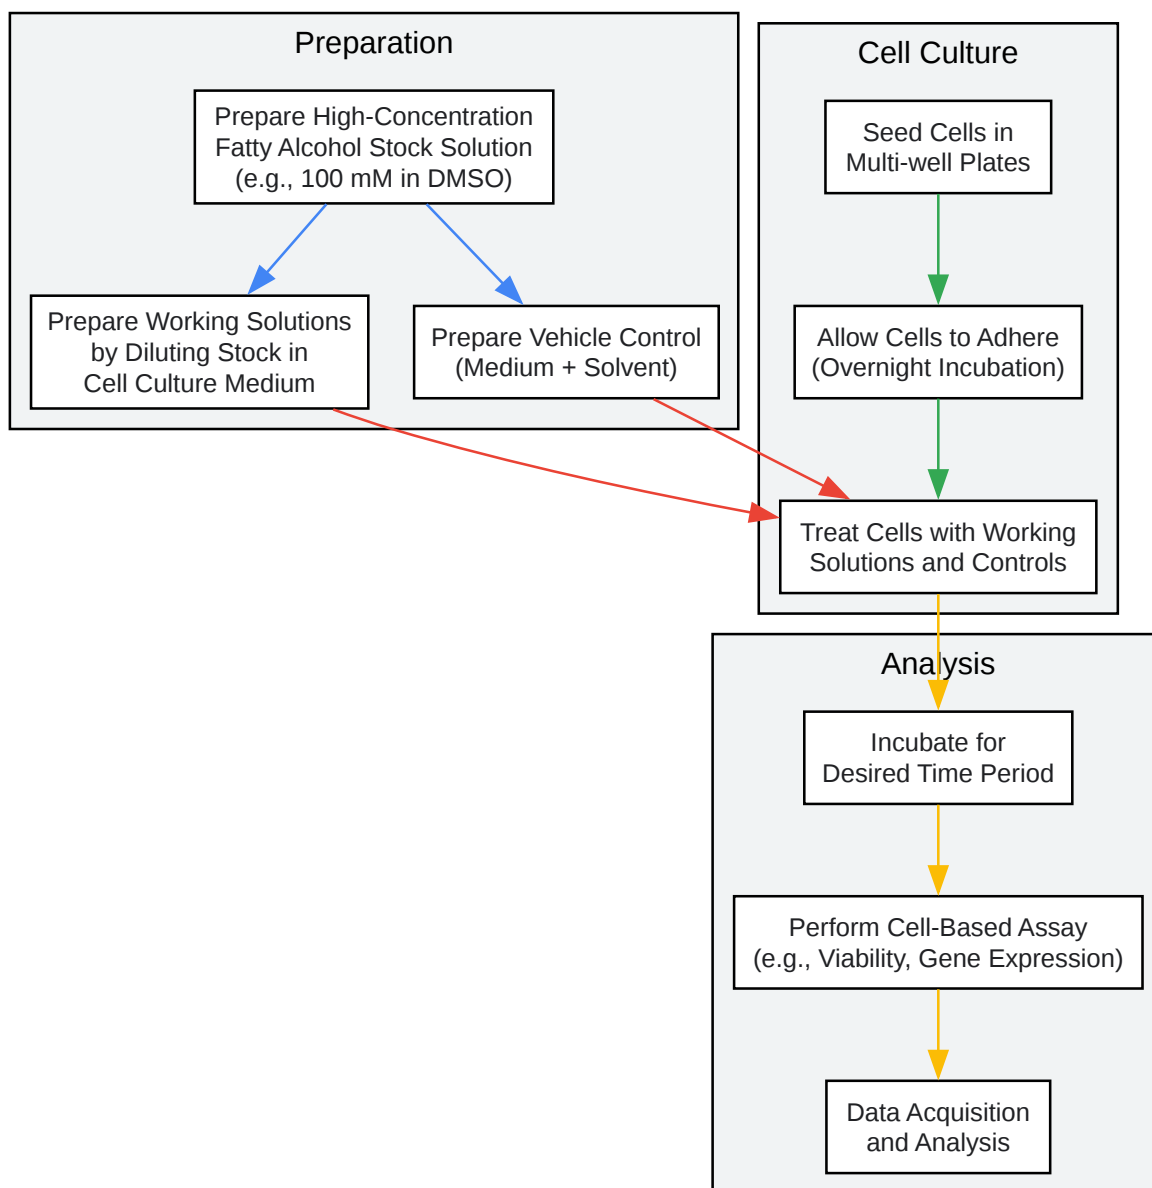 Preparation
Prepare High-Concentration
Fatty Alcohol Stock Solution
(e.g., 100 mM in DMSO)
Prepare Working Solutions
by Diluting Stock in
Cell Culture Medium
Prepare Vehicle Control
(Medium + Solvent)
Cell Culture
Seed Cells in
Multi-well Plates
Allow Cells to Adhere
(Overnight Incubation)
Treat Cells with Working
Solutions and Controls
Analysis
Incubate for
Desired Time Period
Perform Cell-Based Assay
(e.g., Viability, Gene Expression)
Data Acquisition
and Analysis